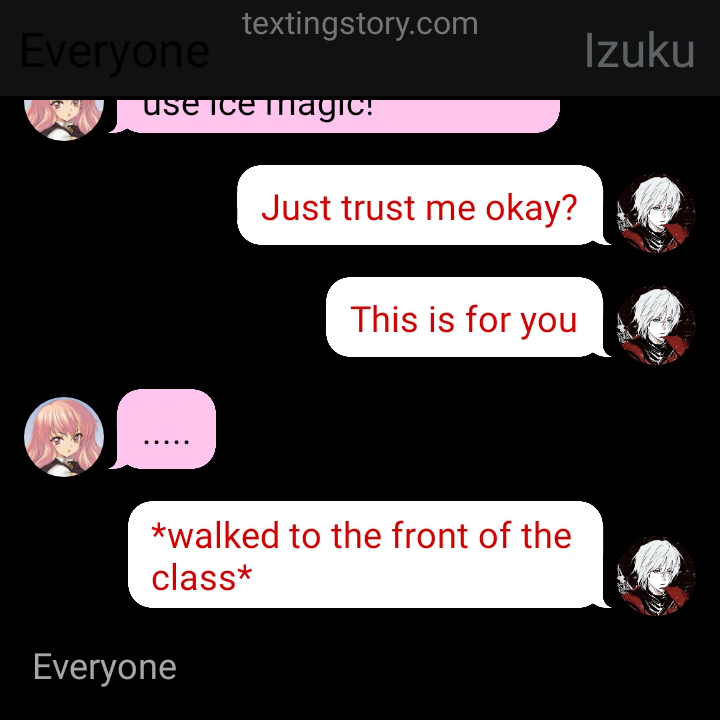 textingstory.com
Everyone
Izuku
use ice magic!
Just trust me okay?
This is for you
.....
*walked to the front of the
class*
Everyone